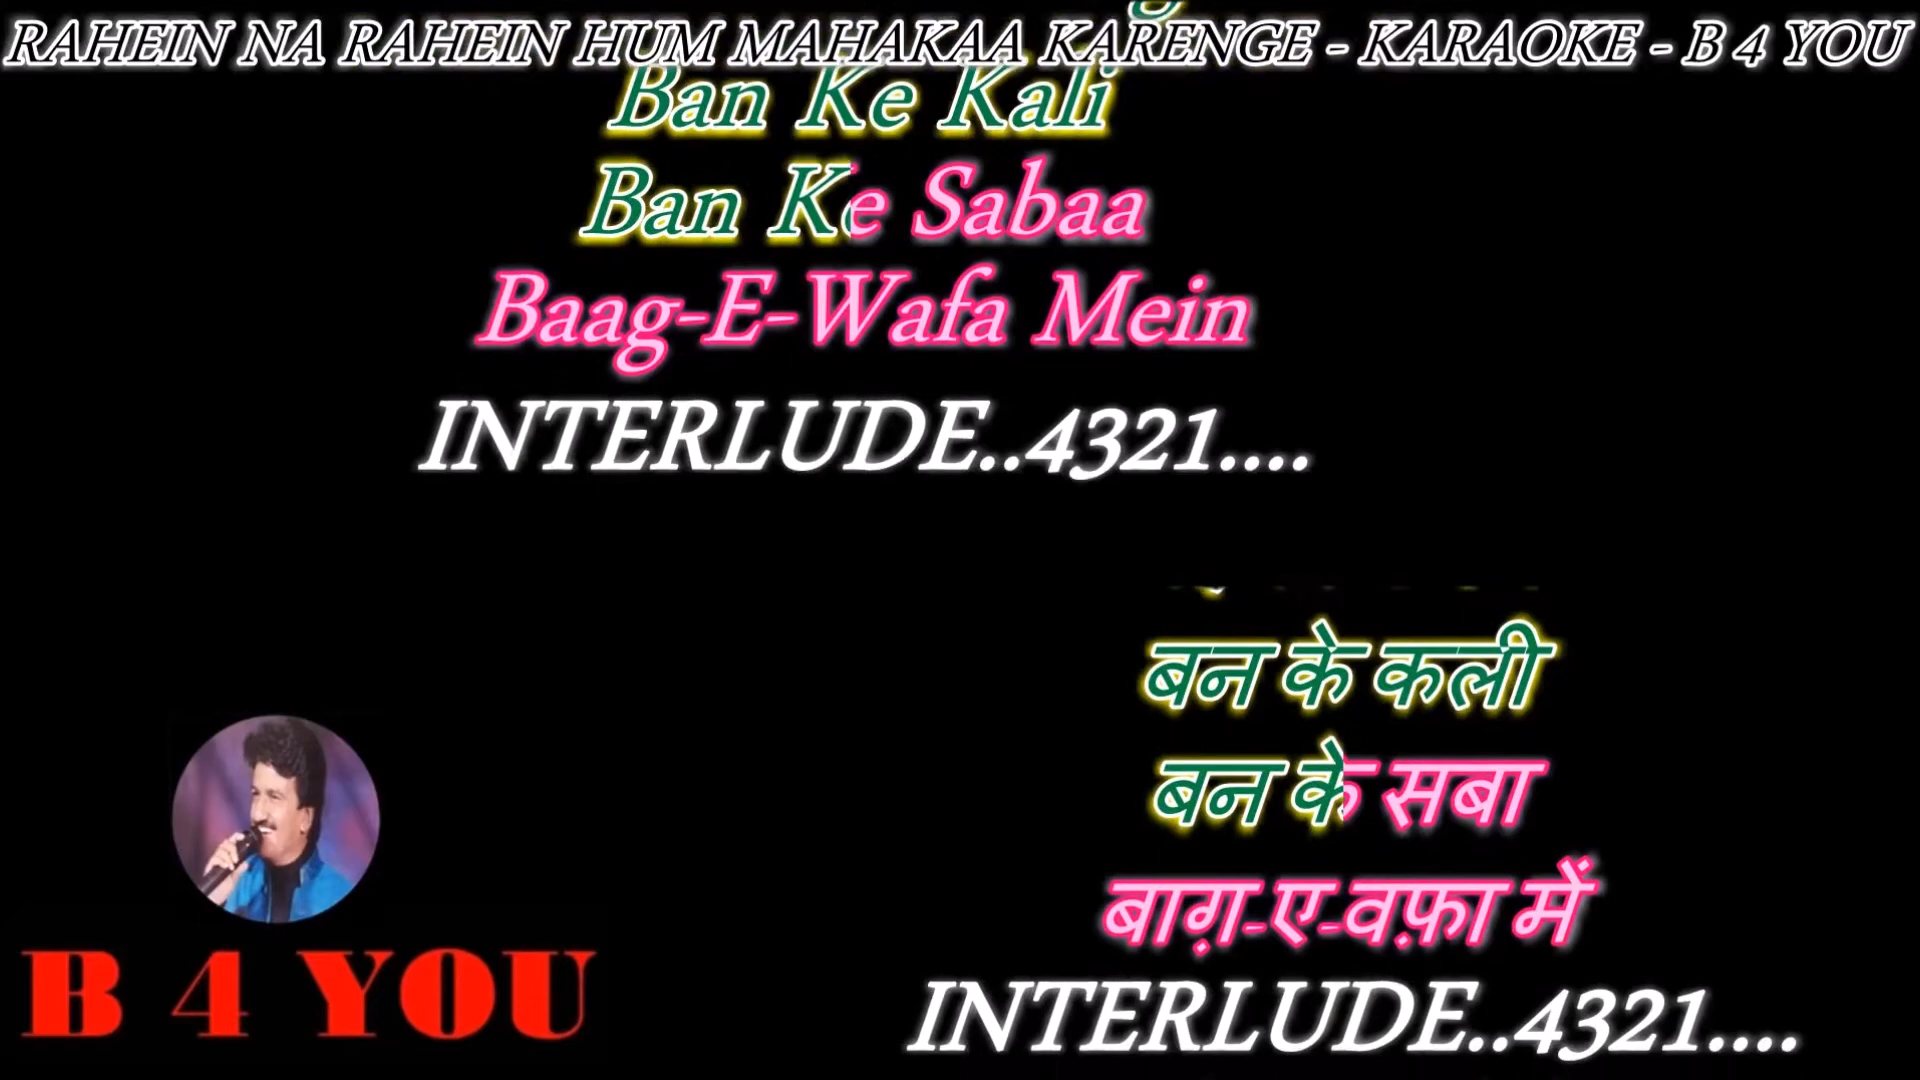 RAHEIN NA RAHEIN HUM MAHAKAA KARENGE - KARAOKE - B 4 YOU
Ban Ke Kali
Ban Ke Sabaa
Baag-E-Wafa Mein
INTERLUDE..4321....
बन के कली
बन के सबा
बाग़-ए-वफ़ा में
INTERLUDE..4321....
B 4 YOU